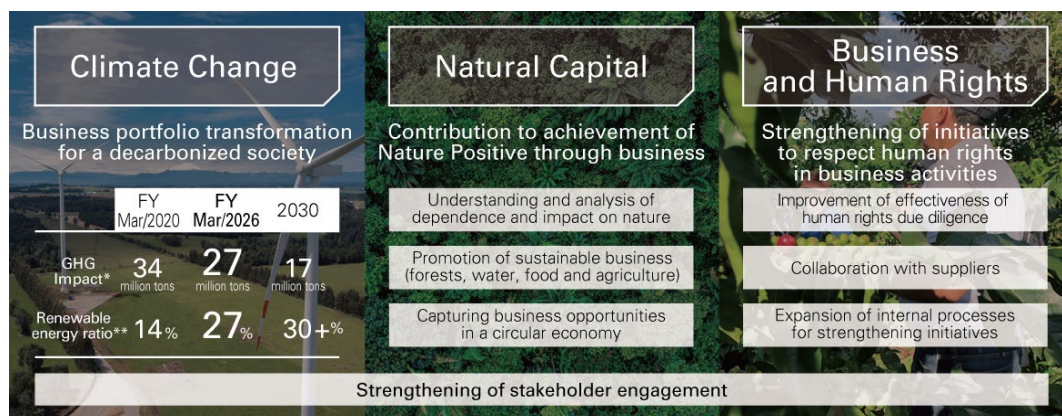 Climate Change
Business portfolio transformation
for a decarbonized society
FY
Mar/2020
FY
Mar/2026
2030
GHG
Impact*
34
million tons
27
million tons
17
million tons
Renewable
energy ratio**
14%
27%
30+%
Natural Capital
Contribution to achievement of
Nature Positive through business
Understanding and analysis of
dependence and impact on nature
Promotion of sustainable business
(forests, water, food and agriculture)
Capturing business opportunities
in a circular economy
Business
and Human Rights
Strengthening of initiatives
to respect human rights
in business activities
Improvement of effectiveness of
human rights due diligence
Collaboration with suppliers
Expansion of internal processes
for strengthening initiatives
Strengthening of stakeholder engagement